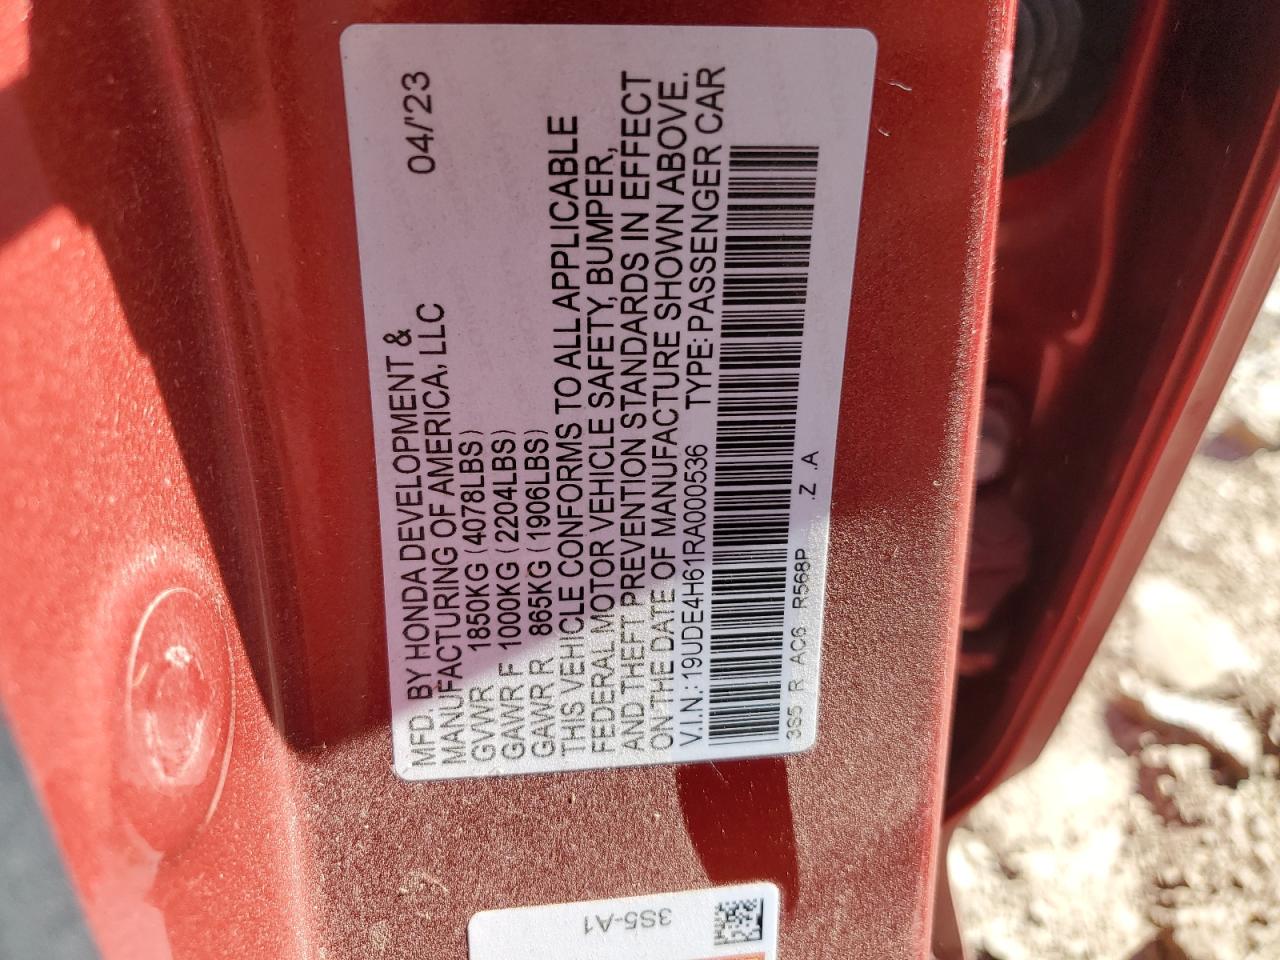 MFD. BY HONDA DEVELOPMENT & 04/'23
MANUFACTURING OF AMERICA, LLC
GVWR 1850KG (4078LBS)
GAWR F 1000KG (2204LBS)
GAWR R 865KG (1906LBS)
THIS VEHICLE CONFORMS TO ALL APPLICABLE
FEDERAL MOTOR VEHICLE SAFETY, BUMPER,
AND THEFT PREVENTION STANDARDS IN EFFECT
ON THE DATE OF MANUFACTURE SHOWN ABOVE.
V.I.N.: 19UDE4H61RA000536 TYPE: PASSENGER CAR
3S5 R AC6 R568P .Z .A
3S5-A1